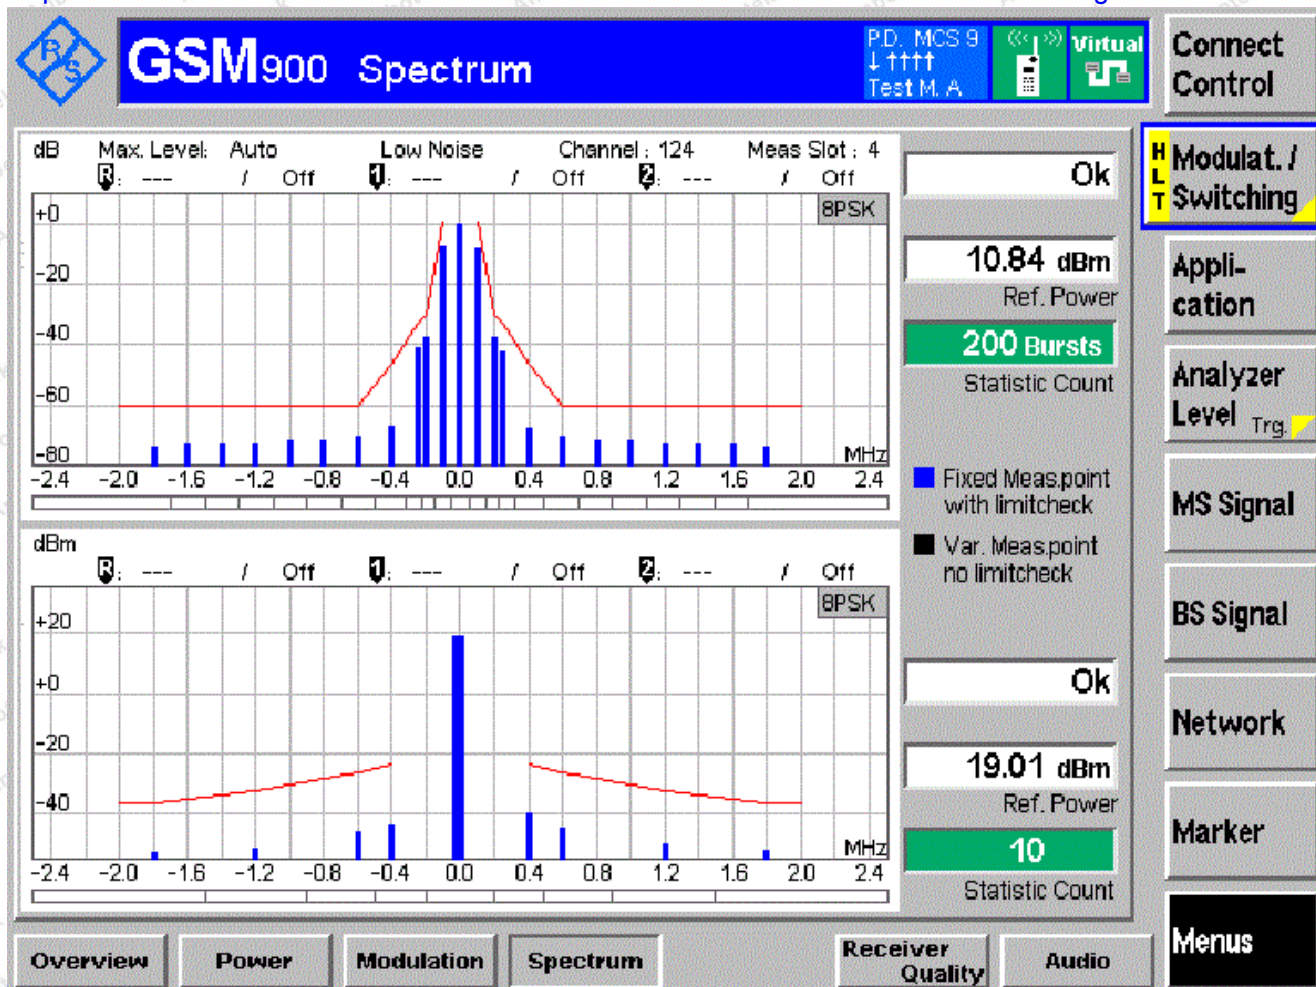 R
S
GSM900 Spectrum
P.D. MCS 9
↓ ↑↑↑↑
Test M. A
Virtual
Connect
Control
dB Max. Level: Auto Low Noise Channel : 124 Meas Slot : 4
R : --- / Off 1 : --- / Off 2 : --- / Off
8PSK
+0
-20
-40
-60
-80
MHz
-2.4 -2.0 -1.6 -1.2 -0.8 -0.4 0.0 0.4 0.8 1.2 1.6 2.0 2.4
Ok
10.84 dBm
Ref. Power
200 Bursts
Statistic Count
Fixed Meas.point
with limitcheck
Var. Meas.point
no limitcheck
dBm
R : --- / Off 1 : --- / Off 2 : --- / Off
8PSK
+20
+0
-20
-40
MHz
-2.4 -2.0 -1.6 -1.2 -0.8 -0.4 0.0 0.4 0.8 1.2 1.6 2.0 2.4
Ok
19.01 dBm
Ref. Power
10
Statistic Count
HLT
Modulat. /
Switching
Appli-
cation
Analyzer
Level Trg.
MS Signal
BS Signal
Network
Marker
Menus
Overview
Power
Modulation
Spectrum
Receiver
Quality
Audio